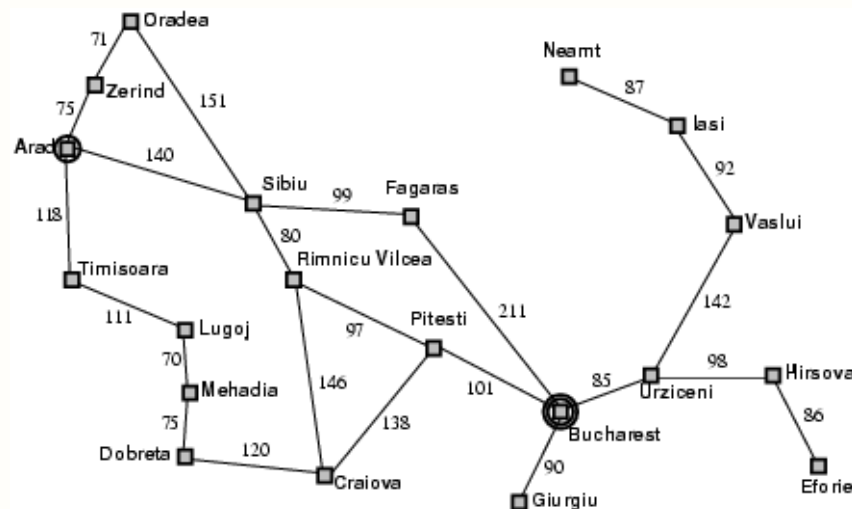 Oradea
71
Neamt
Zerind
87
151
75
Iasi
Arad
140
92
Sibiu
Fagaras
99
118
Vaslui
80
Timisoara
Rimnicu Vilcea
142
111
211
Lugoj
97
Pitesti
70
98
Hirsova
146
101
85
Mehadia
Urziceni
75
138
86
Bucharest
Dobreta
120
90
Craiova
Eforie
Giurgiu